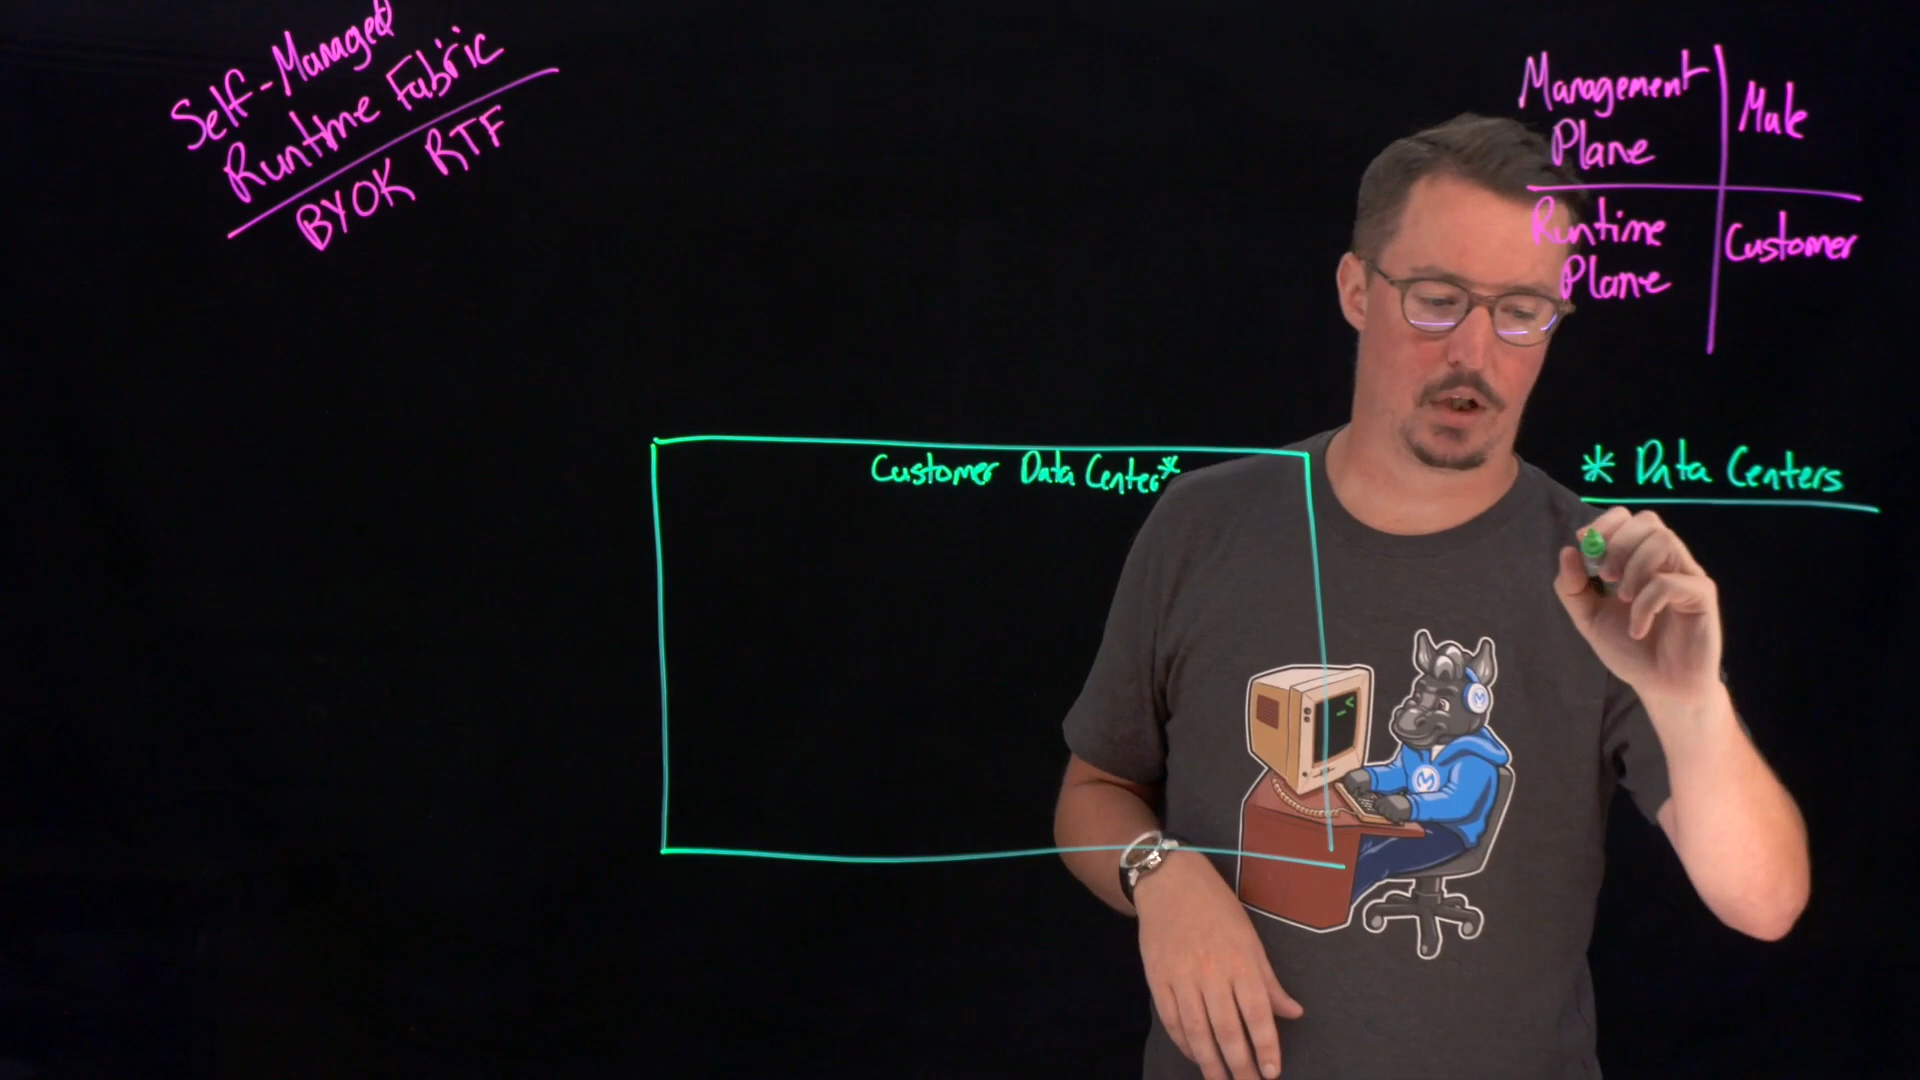 Self-Managed
Runtime Fabric
BYOK RTF
Management
Plane
Mule
Runtime
Plane
Customer
Customer Data Center*
* Data Centers